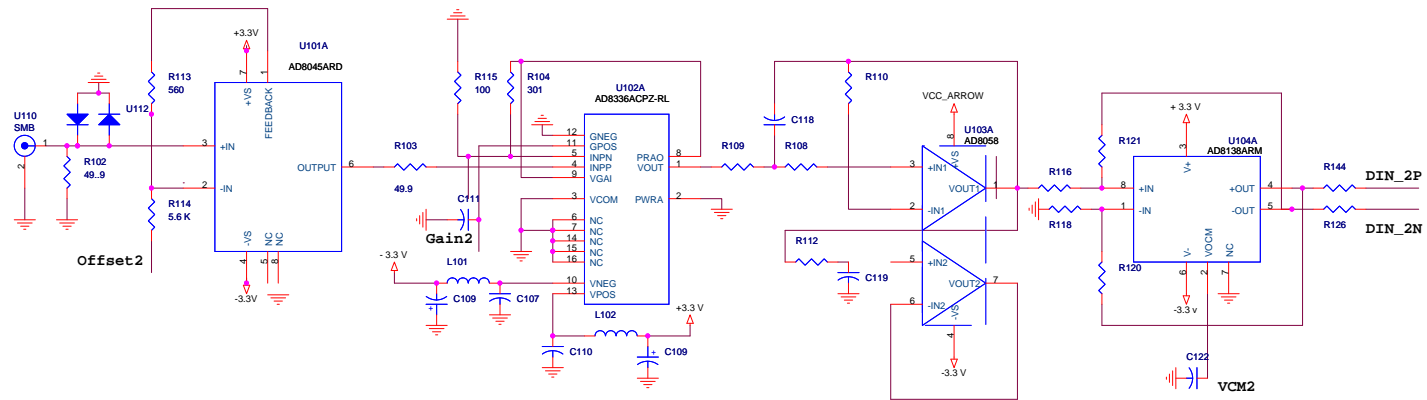 U110
SMB
1
2
R102
49..9
U112
R113
560
R114
5.6 K
Offset2
+3.3V
U101A
AD8045ARD
7
1
+VS
FEEDBACK
3
+IN
2
-IN
OUTPUT
6
-VS
NC
NC
4
5
8
-3.3V
R103
49.9
R115
100
R104
301
C111
Gain2
U102A
AD8336ACPZ-RL
12
GNEG
11
GPOS
5
INPN
4
INPP
9
VGAI
3
VCOM
6
NC
7
NC
14
NC
15
NC
16
NC
10
VNEG
13
VPOS
PRAO
8
VOUT
1
PWRA
2
- 3.3 V
L101
C109
+
C107
L102
+3.3 V
C110
+
C109
R109
C118
R108
R110
R112
C119
VCC_ARROW
8
U103A
AD8058
+VS
3
+IN1
VOUT1
1
2
-IN1
5
+IN2
VOUT2
7
6
-IN2
-VS
4
-3.3 V
R116
R118
R121
R120
+ 3.3 V
3
U104A
AD8138ARM
V+
8
+IN
1
-IN
+OUT
4
-OUT
5
V-
VOCM
NC
6
2
7
-3.3 v
C122
VCM2
R144
DIN_2P
R126
DIN_2N